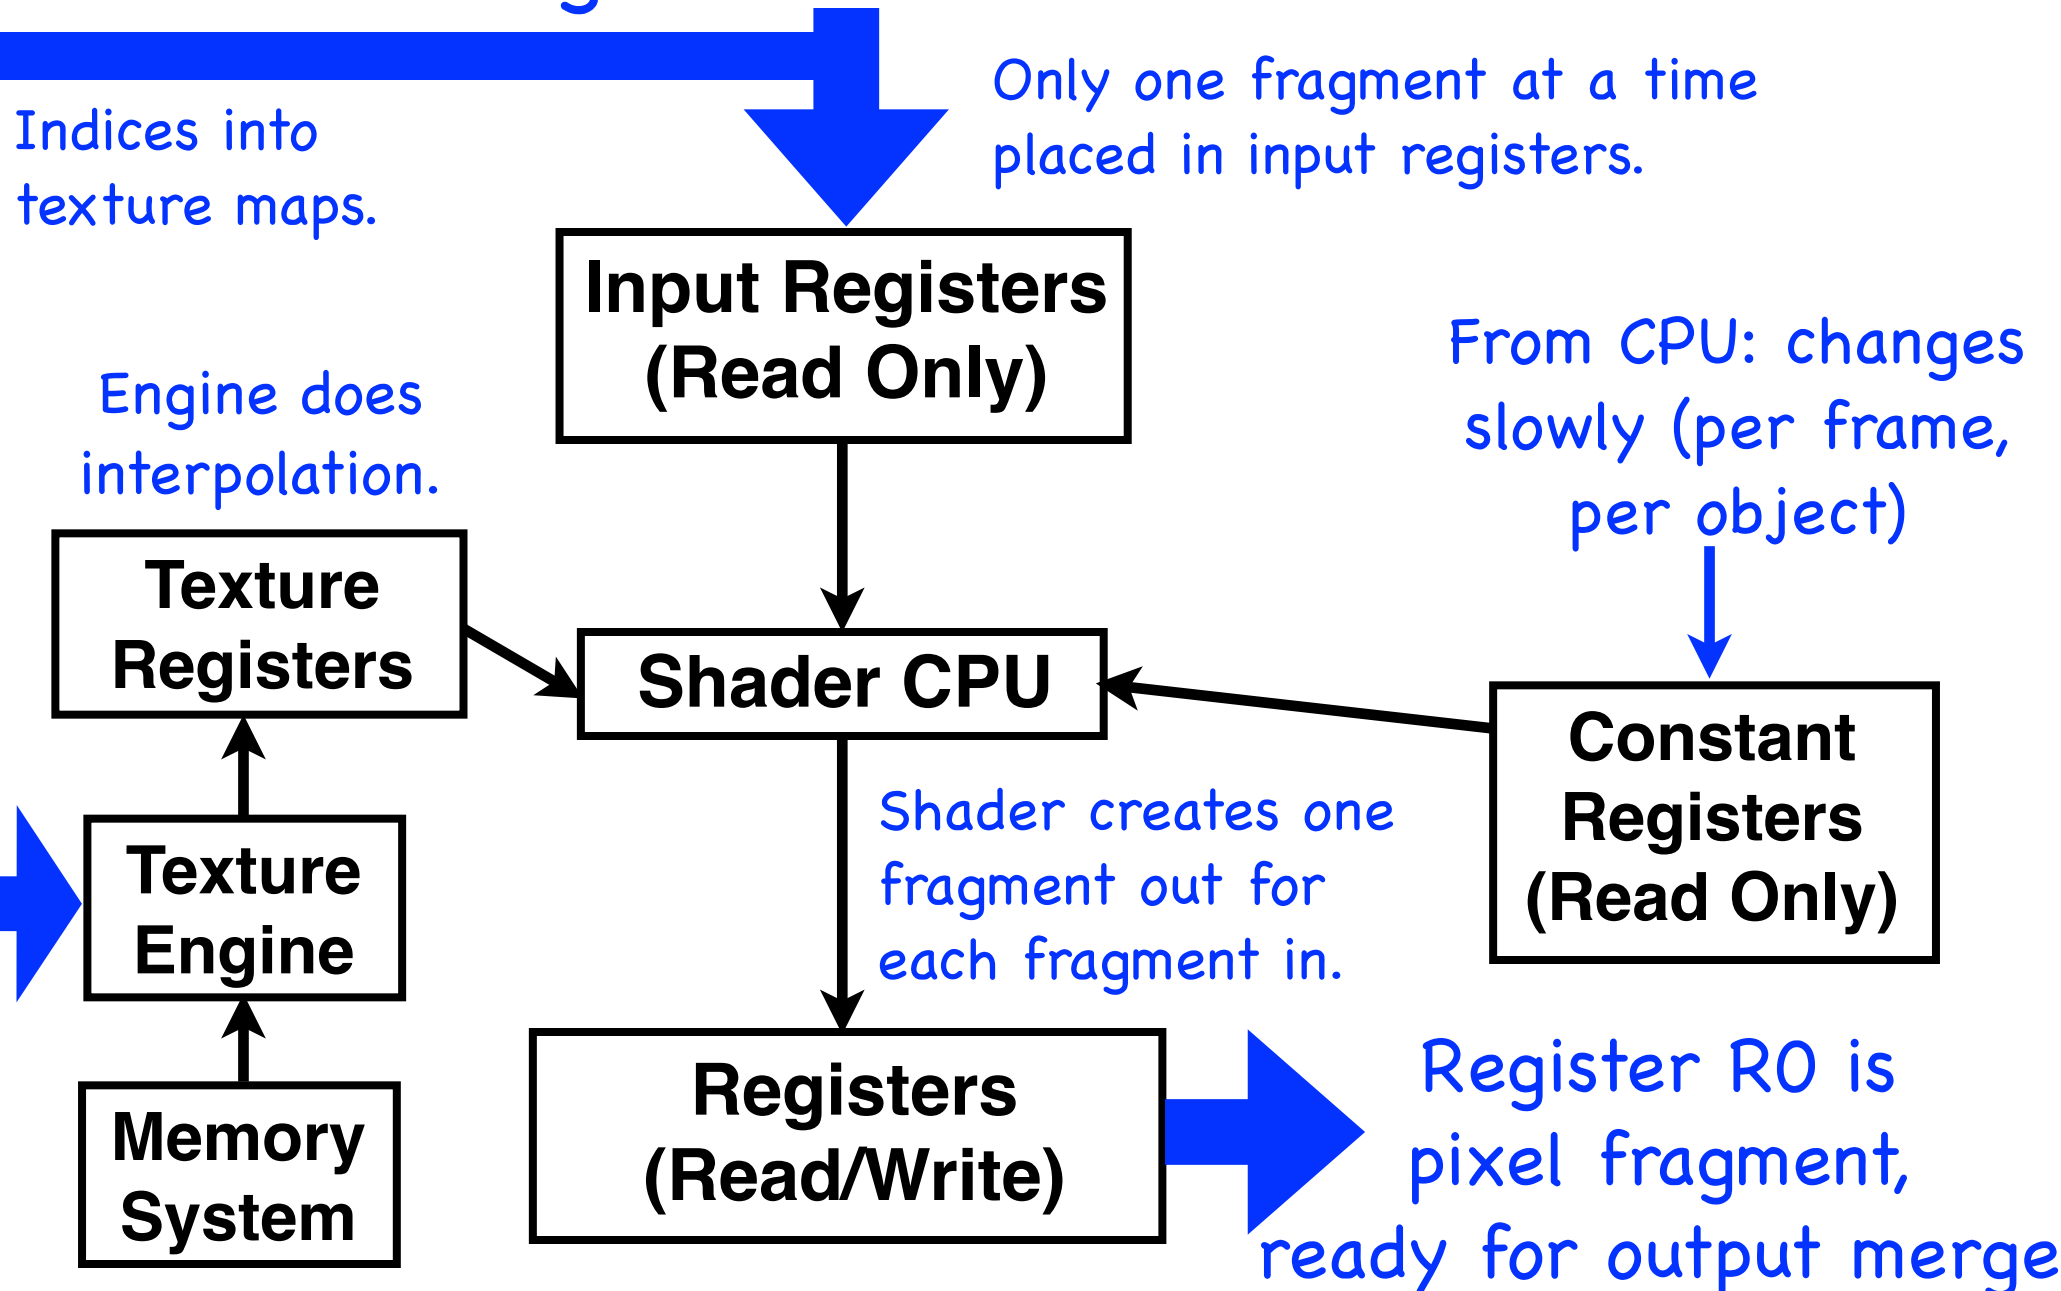 Only one fragment at a time
placed in input registers.
Indices into
texture maps.
Input Registers
(Read Only)
From CPU: changes
slowly (per frame,
per object)
Engine does
interpolation.
Texture
Registers
Shader CPU
Constant
Registers
(Read Only)
Shader creates one
fragment out for
each fragment in.
Texture
Engine
Memory
System
Registers
(Read/Write)
Register R0 is
pixel fragment,
ready for output merge